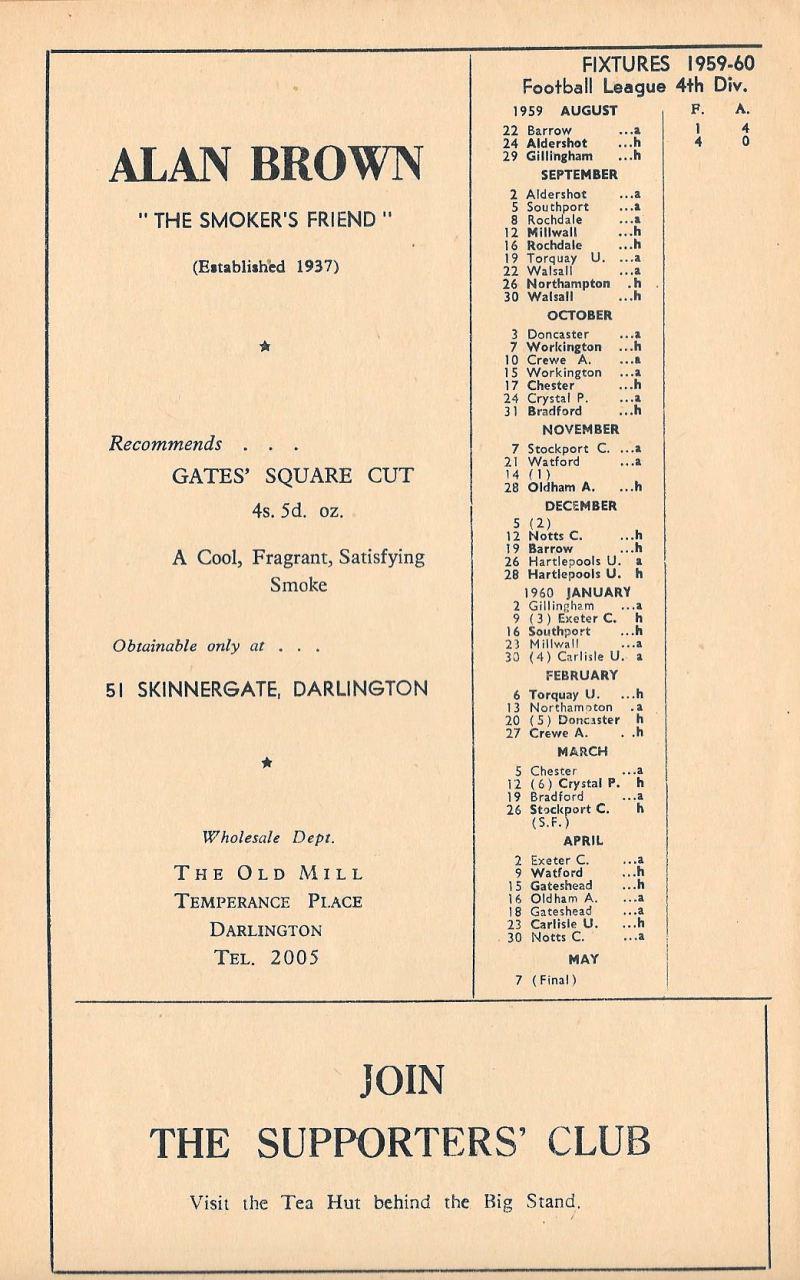 ALAN BROWN
" THE SMOKER'S FRIEND "
(Established 1937)
Recommends . . .
GATES' SQUARE CUT
4s. 5d. oz.
A Cool, Fragrant, Satisfying
Smoke
Obtainable only at . . .
51 SKINNERGATE, DARLINGTON
Wholesale Dept.
THE OLD MILL
TEMPERANCE PLACE
DARLINGTON
TEL. 2005
FIXTURES 1959-60
Football League 4th Div.
1959 AUGUST F. A.
22 Barrow ...a 1 4
24 Aldershot ...h 4 0
29 Gillingham ...h
SEPTEMBER
2 Aldershot ...a
5 Southport ...a
8 Rochdale ...a
12 Millwall ...h
16 Rochdale ...h
19 Torquay U. ...a
22 Walsall ...a
26 Northampton .h
30 Walsall ...h
OCTOBER
3 Doncaster ...a
7 Workington ...h
10 Crewe A. ...a
15 Workington ...a
17 Chester ...h
24 Crystal P. ...a
31 Bradford ...h
NOVEMBER
7 Stockport C. ...a
21 Watford ...a
14 (1)
28 Oldham A. ...h
DECEMBER
5 (2)
12 Notts C. ...h
19 Barrow ...h
26 Hartlepools U. a
28 Hartlepools U. h
1960 JANUARY
2 Gillingham ...a
9 (3) Exeter C. h
16 Southport ...h
23 Millwall ...a
30 (4) Carlisle U. a
FEBRUARY
6 Torquay U. ...h
13 Northampton .a
20 (5) Doncaster h
27 Crewe A. . .h
MARCH
5 Chester ...a
12 (6) Crystal P. h
19 Bradford ...a
26 Stockport C. h
(S.F.)
APRIL
2 Exeter C. ...a
9 Watford ...h
15 Gateshead ...h
16 Oldham A. ...a
18 Gateshead ...a
23 Carlisle U. ...h
30 Notts C. ...a
MAY
7 (Final)
JOIN
THE SUPPORTERS' CLUB
Visit the Tea Hut behind the Big Stand.